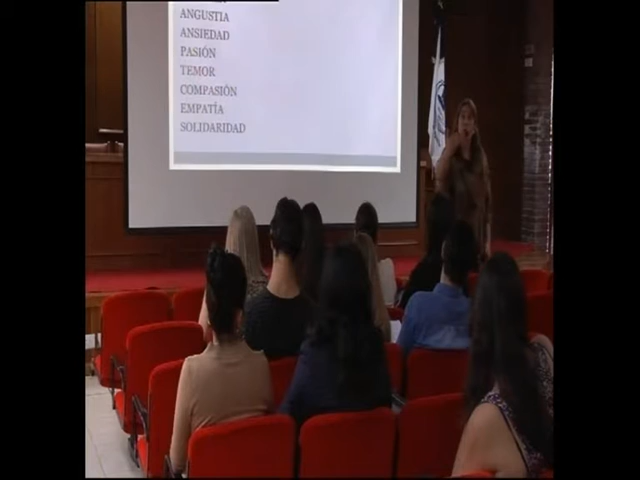 ANGUSTIA
ANSIEDAD
PASIÓN
TEMOR
COMPASIÓN
EMPATÍA
SOLIDARIDAD